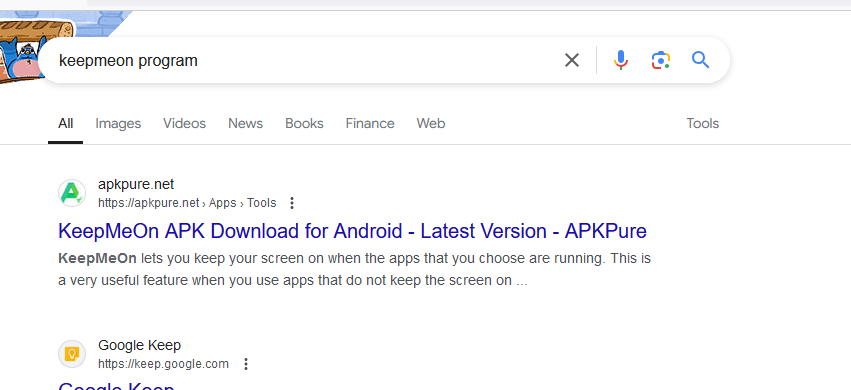 keepmeon program
All Images Videos News Books Finance Web Tools
apkpure.net
https://apkpure.net › Apps › Tools
KeepMeOn APK Download for Android - Latest Version - APKPure
KeepMeOn lets you keep your screen on when the apps that you choose are running. This is
a very useful feature when you use apps that do not keep the screen on ...
Google Keep
https://keep.google.com
Google Keep